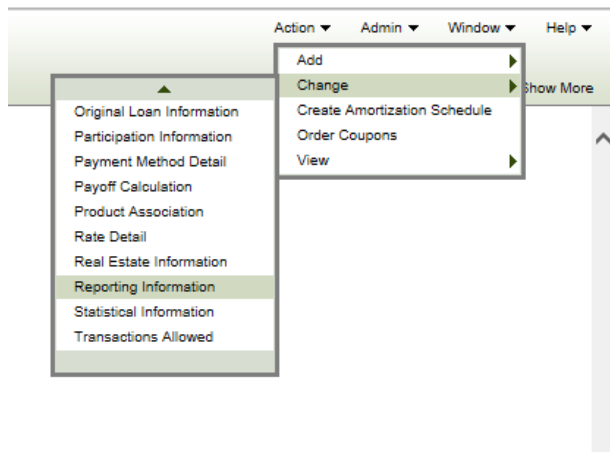 Action Admin Window Help
Add
Change
Show More
Create Amortization Schedule
Order Coupons
View
Original Loan Information
Participation Information
Payment Method Detail
Payoff Calculation
Product Association
Rate Detail
Real Estate Information
Reporting Information
Statistical Information
Transactions Allowed